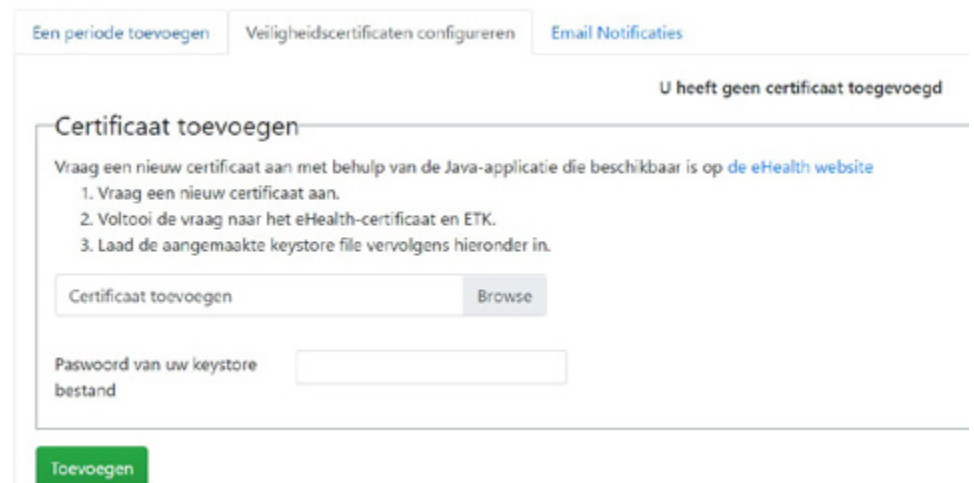 Een periode toevoegen Veiligheidscertificaten configureren Email Notificaties
U heeft geen certificaat toegevoegd
Certificaat toevoegen
Vraag een nieuw certificaat aan met behulp van de Java-applicatie die beschikbaar is op de eHealth website
1. Vraag een nieuw certificaat aan.
2. Voltooi de vraag naar het eHealth-certificaat en ETK.
3. Laad de aangemaakte keystore file vervolgens hieronder in.
Certificaat toevoegen Browse
Paswoord van uw keystore
bestand
Toevoegen